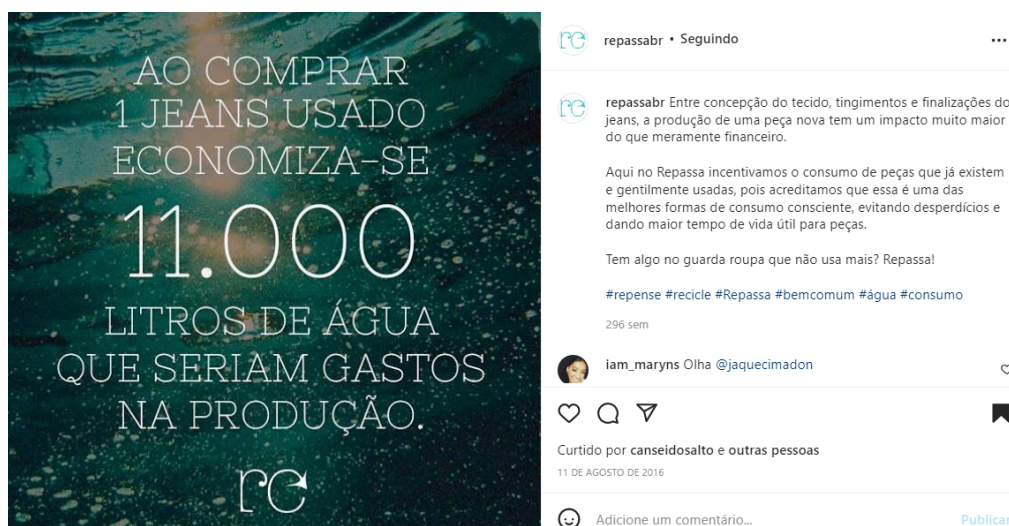 AO COMPRAR
1 JEANS USADO
ECONOMIZA-SE
11.000
LITROS DE ÁGUA
QUE SERIAM GASTOS
NA PRODUÇÃO.
rc
rc
repassabr • Seguindo
rc
repassabr Entre concepção do tecido, tingimentos e finalizações do
jeans, a produção de uma peça nova tem um impacto muito maior
do que meramente financeiro.
Aqui no Repassa incentivamos o consumo de peças que já existem
e gentilmente usadas, pois acreditamos que essa é uma das
melhores formas de consumo consciente, evitando desperdícios e
dando maior tempo de vida útil para peças.
Tem algo no guarda roupa que não usa mais? Repassa!
#repense #recicle #Repassa #bemcomum #água #consumo
296 sem
iam_maryns Olha @jaquecimadon
Curtido por canseidosalto e outras pessoas
11 DE AGOSTO DE 2016
Adicione um comentário... Publicar